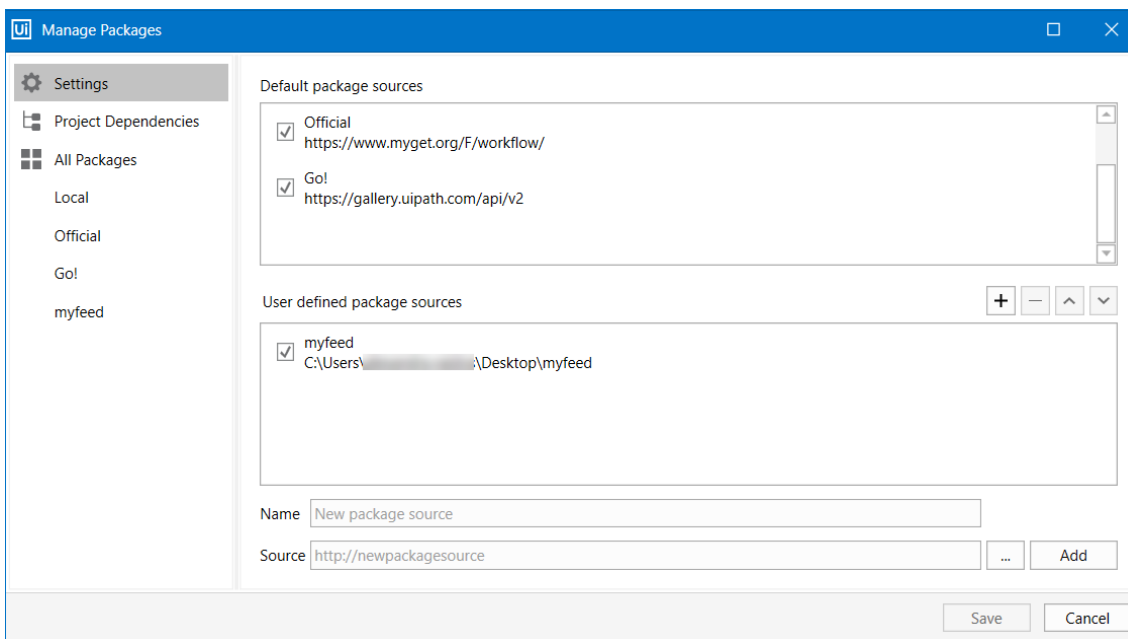 Ui Manage Packages
Settings
Project Dependencies
All Packages
Local
Official
Go!
myfeed
Default package sources
Official
https://www.myget.org/F/workflow/
Go!
https://gallery.uipath.com/api/v2
User defined package sources
myfeed
C:\Users\ \Desktop\myfeed
Name New package source
Source http://newpackagesource ... Add
Save Cancel